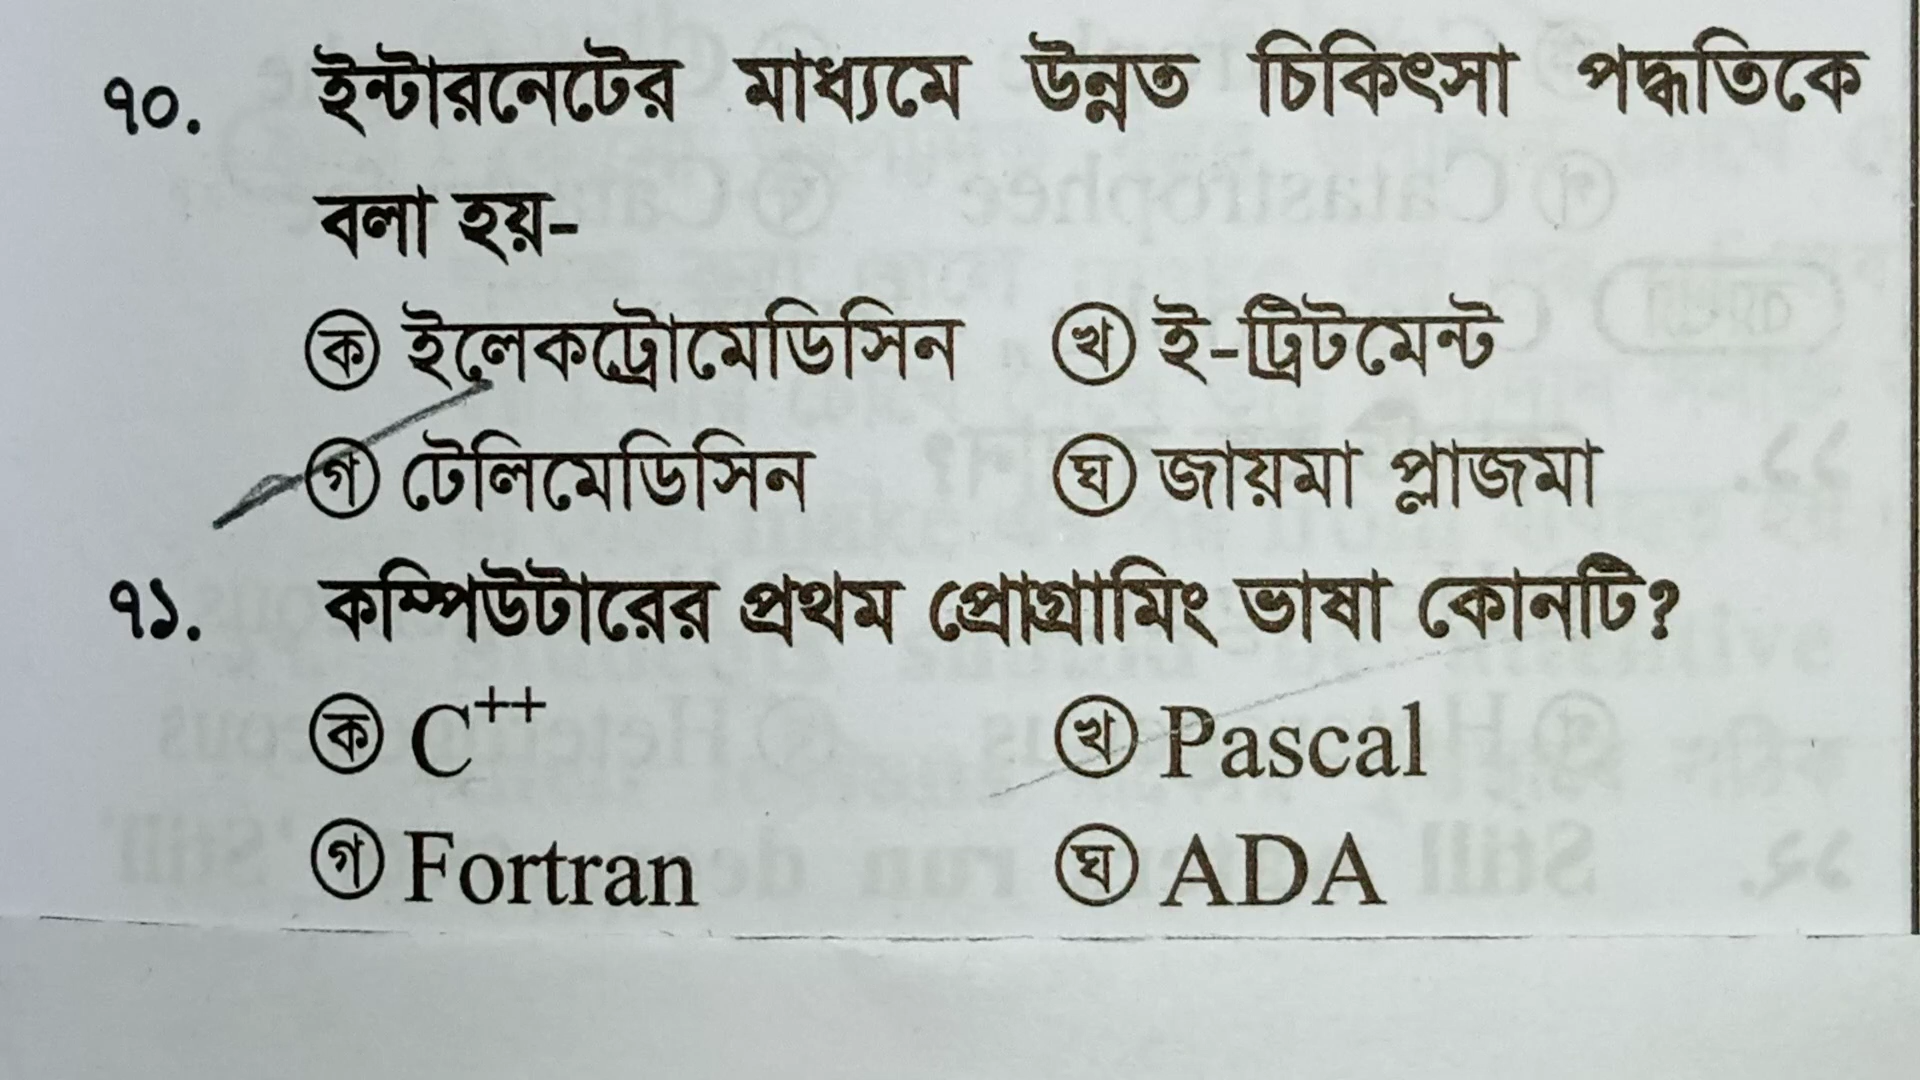 ৭০. ইন্টারনেটের মাধ্যমে উন্নত চিকিৎসা পদ্ধতিকে
বলা হয়-
ক ইলেকট্রোমেডিসিন খ ই-ট্রিটমেন্ট
গ টেলিমেডিসিন ঘ জায়মা প্লাজমা
৭১. কম্পিউটারের প্রথম প্রোগ্রামিং ভাষা কোনটি?
ক C⁺⁺ খ Pascal
গ Fortran ঘ ADA